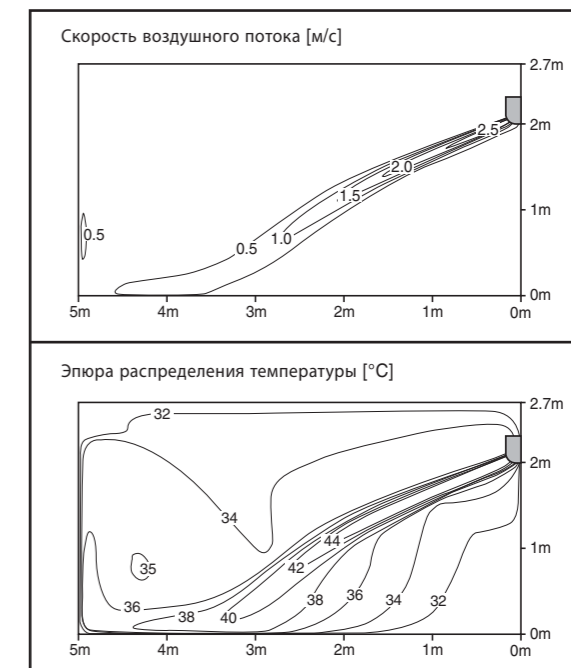 Скорость воздушного потока [м/с]
2.7m
2m
2.5
2.0
1.5
1.0
0.5
0.5
1m
0m
5m 4m 3m 2m 1m 0m
Эпюра распределения температуры [°C]
2.7m
32
2m
34
44
42
35
1m
36
38
40
38
36
34
32
0m
5m 4m 3m 2m 1m 0m